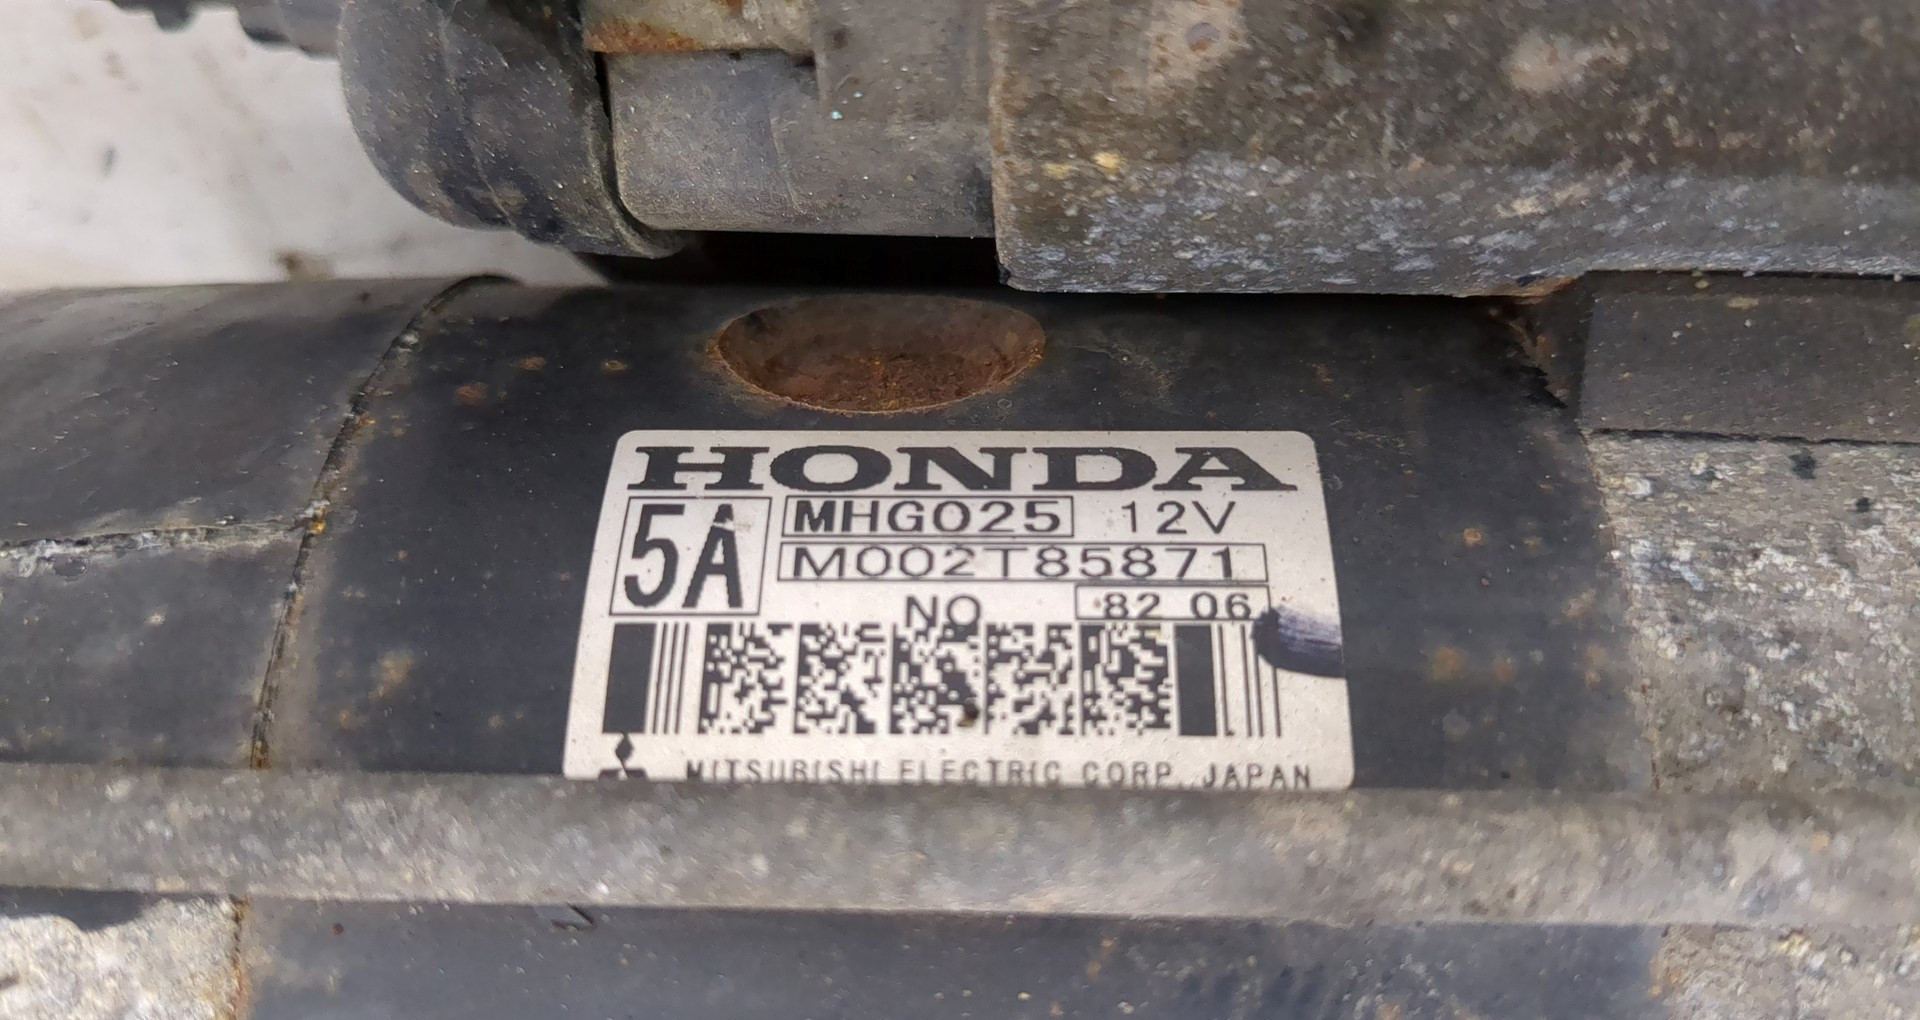 HONDA
5A MHG025 12V
M002T85871
NO 82 06
MITSUBISHI ELECTRIC CORP. JAPAN